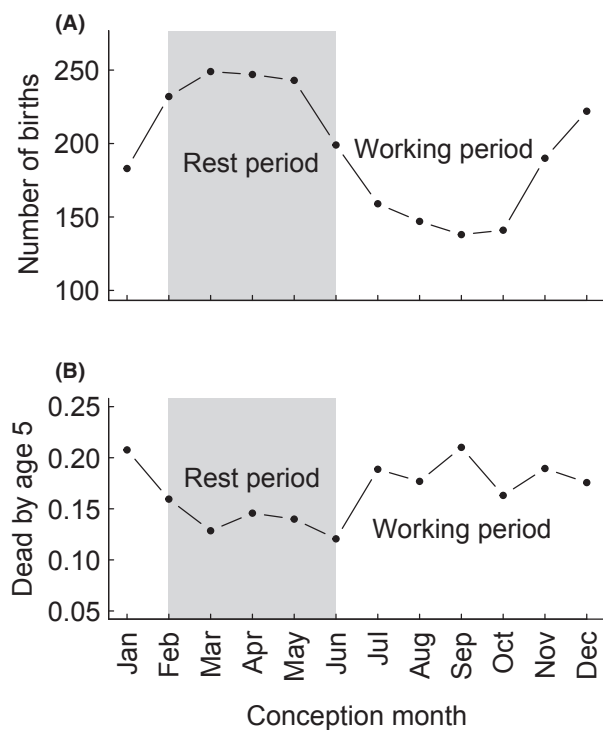 (A)
Number of births
250
200
150
100
Rest period
Working period
(B)
Dead by age 5
0.25
0.20
0.15
0.10
0.05
Rest period
Working period
Jan
Feb
Mar
Apr
May
Jun
Jul
Aug
Sep
Oct
Nov
Dec
Conception month